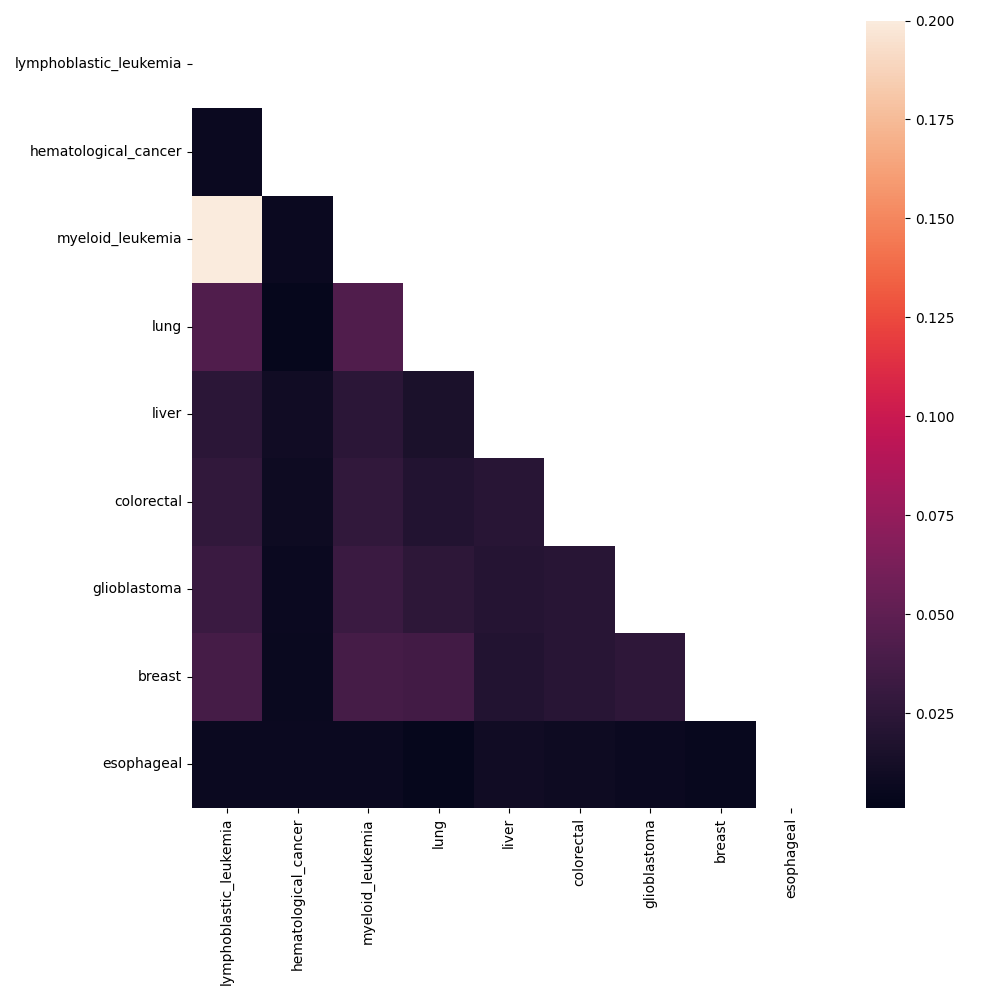 lymphoblastic_leukemia
hematological_cancer
myeloid_leukemia
lung
liver
colorectal
glioblastoma
breast
esophageal
lymphoblastic_leukemia
hematological_cancer
myeloid_leukemia
lung
liver
colorectal
glioblastoma
breast
esophageal
0.200
0.175
0.150
0.125
0.100
0.075
0.050
0.025